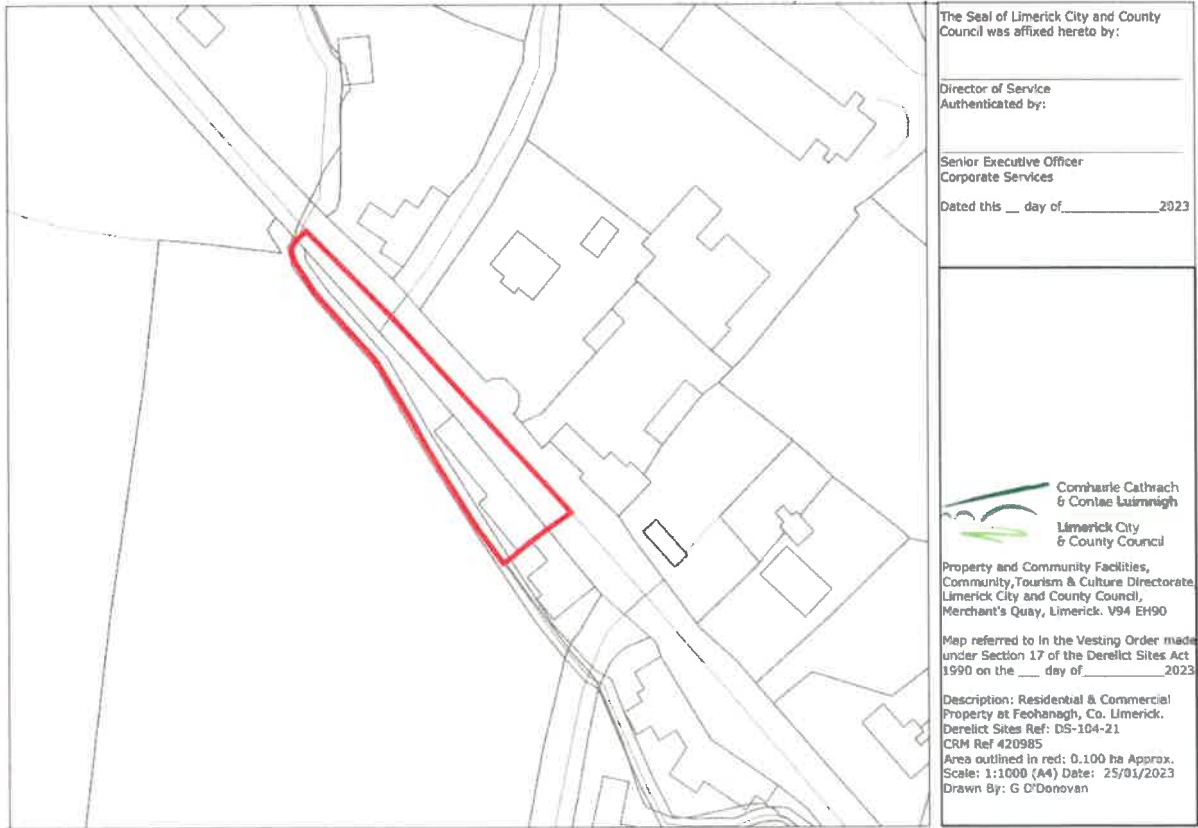 The Seal of Limerick City and County
Council was affixed hereto by:
Director of Service
Authenticated by:
Senior Executive Officer
Corporate Services
Dated this __ day of____________2023
Comhairle Cathrach
& Contae Luimnigh
Limerick City
& County Council
Property and Community Facilities,
Community,Tourism & Culture Directorate,
Limerick City and County Council,
Merchant's Quay, Limerick. V94 EH90
Map referred to in the Vesting Order made
under Section 17 of the Derelict Sites Act
1990 on the ___ day of__________2023
Description: Residential & Commercial
Property at Feohanagh, Co. Limerick.
Derelict Sites Ref: DS-104-21
CRM Ref 420985
Area outlined in red: 0.100 ha Approx.
Scale: 1:1000 (A4) Date: 25/01/2023
Drawn By: G O'Donovan